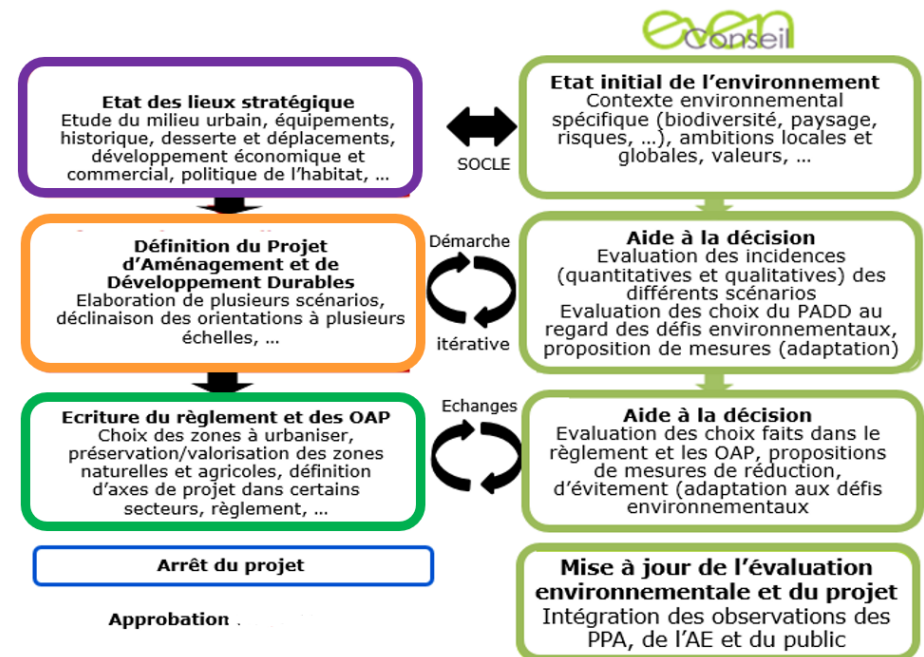 even
Conseil
Etat des lieux stratégique
Etude du milieu urbain, équipements,
historique, desserte et déplacements,
développement économique et
commercial, politique de l'habitat, ...
SOCLE
Etat initial de l'environnement
Contexte environnemental
spécifique (biodiversité, paysage,
risques, ...), ambitions locales et
globales, valeurs, ...
Définition du Projet
d'Aménagement et de
Développement Durables
Elaboration de plusieurs scénarios,
déclinaison des orientations à plusieurs
échelles, ...
Démarche
itérative
Aide à la décision
Evaluation des incidences
(quantitatives et qualitatives) des
différents scénarios
Evaluation des choix du PADD au
regard des défis environnementaux,
proposition de mesures (adaptation)
Ecriture du règlement et des OAP
Choix des zones à urbaniser,
préservation/valorisation des zones
naturelles et agricoles, définition
d'axes de projet dans certains
secteurs, règlement, ...
Echanges
Aide à la décision
Evaluation des choix faits dans le
règlement et les OAP, propositions
de mesures de réduction,
d'évitement (adaptation aux défis
environnementaux
Arrêt du projet
Approbation .
Mise à jour de l'évaluation
environnementale et du projet
Intégration des observations des
PPA, de l'AE et du public